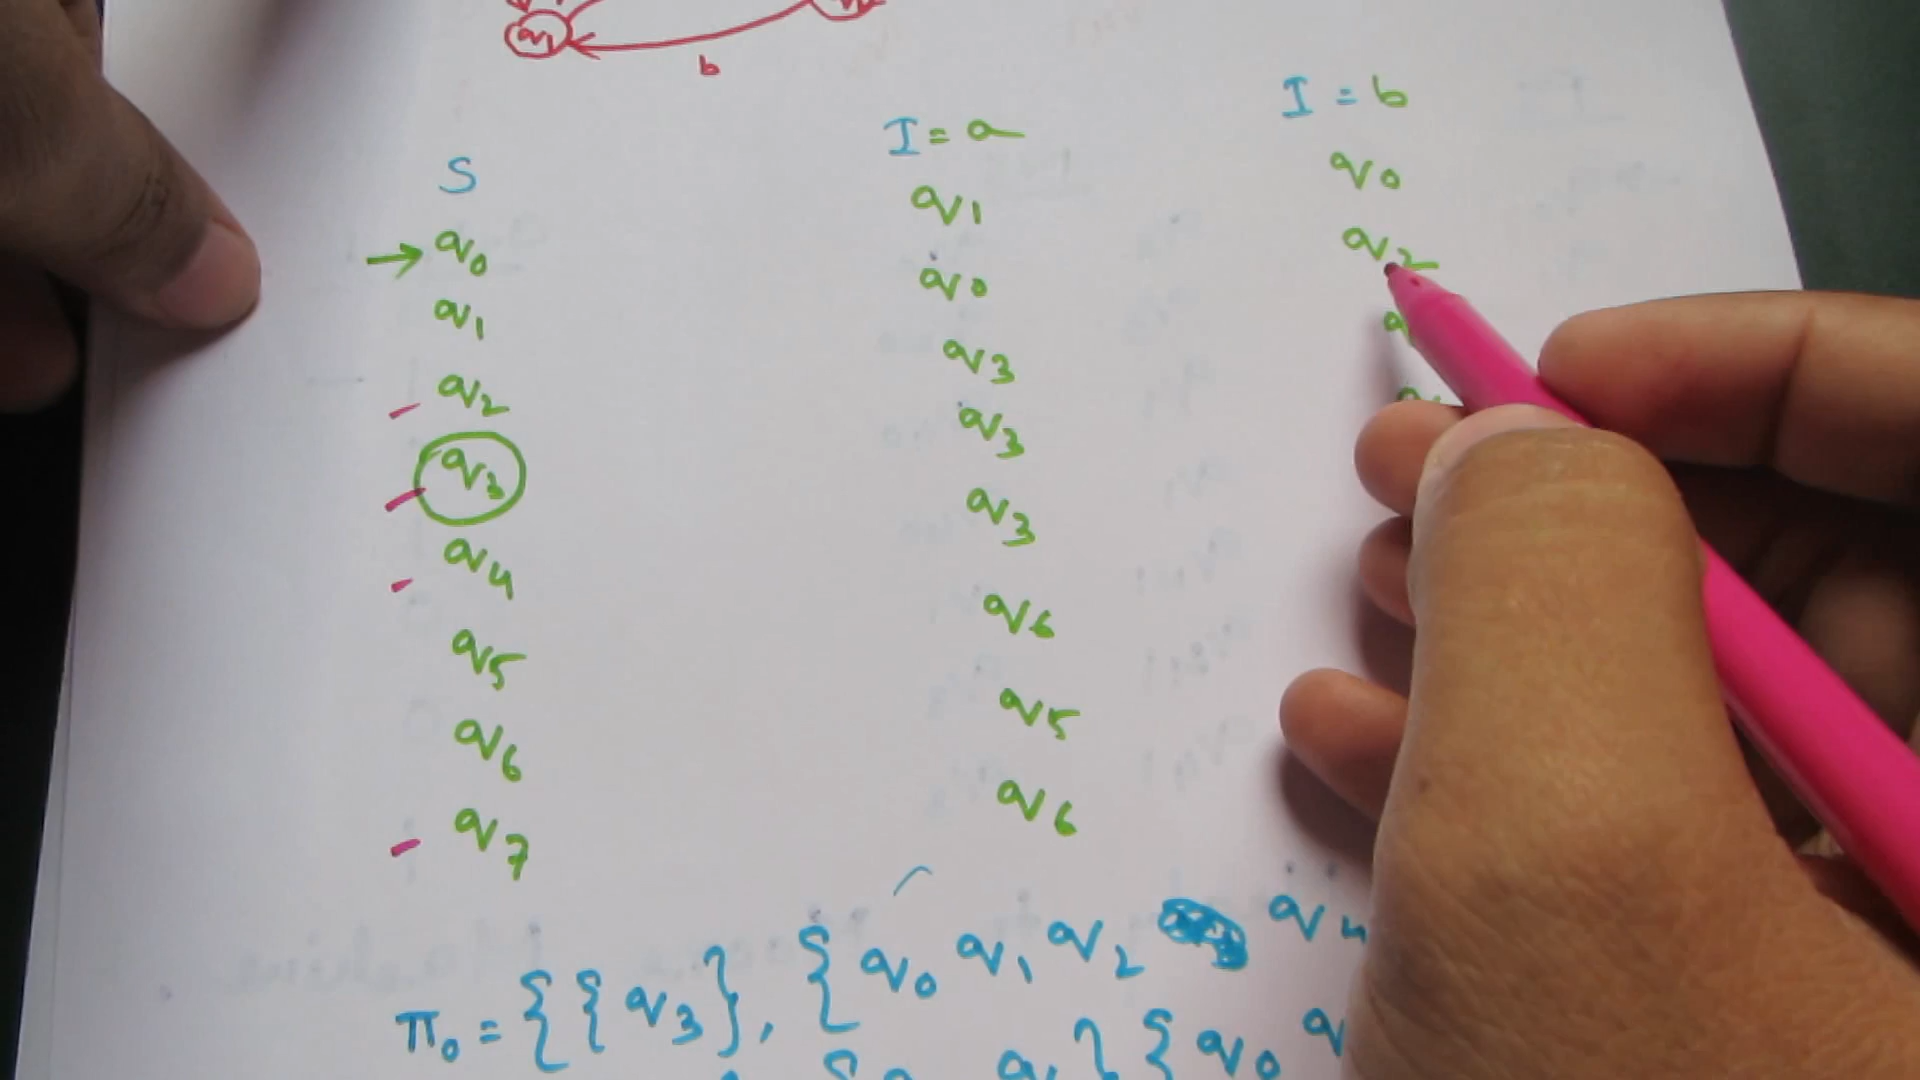 q1
b
S I = a I = b
→ q0 q1 q0
q1 q0 q2
q2 q3
q3 q3
q4 q3
q5 q6
q6 q5
q7 q6
π0 = { { q3 }, { q0 q1 q2 q4
} { q0